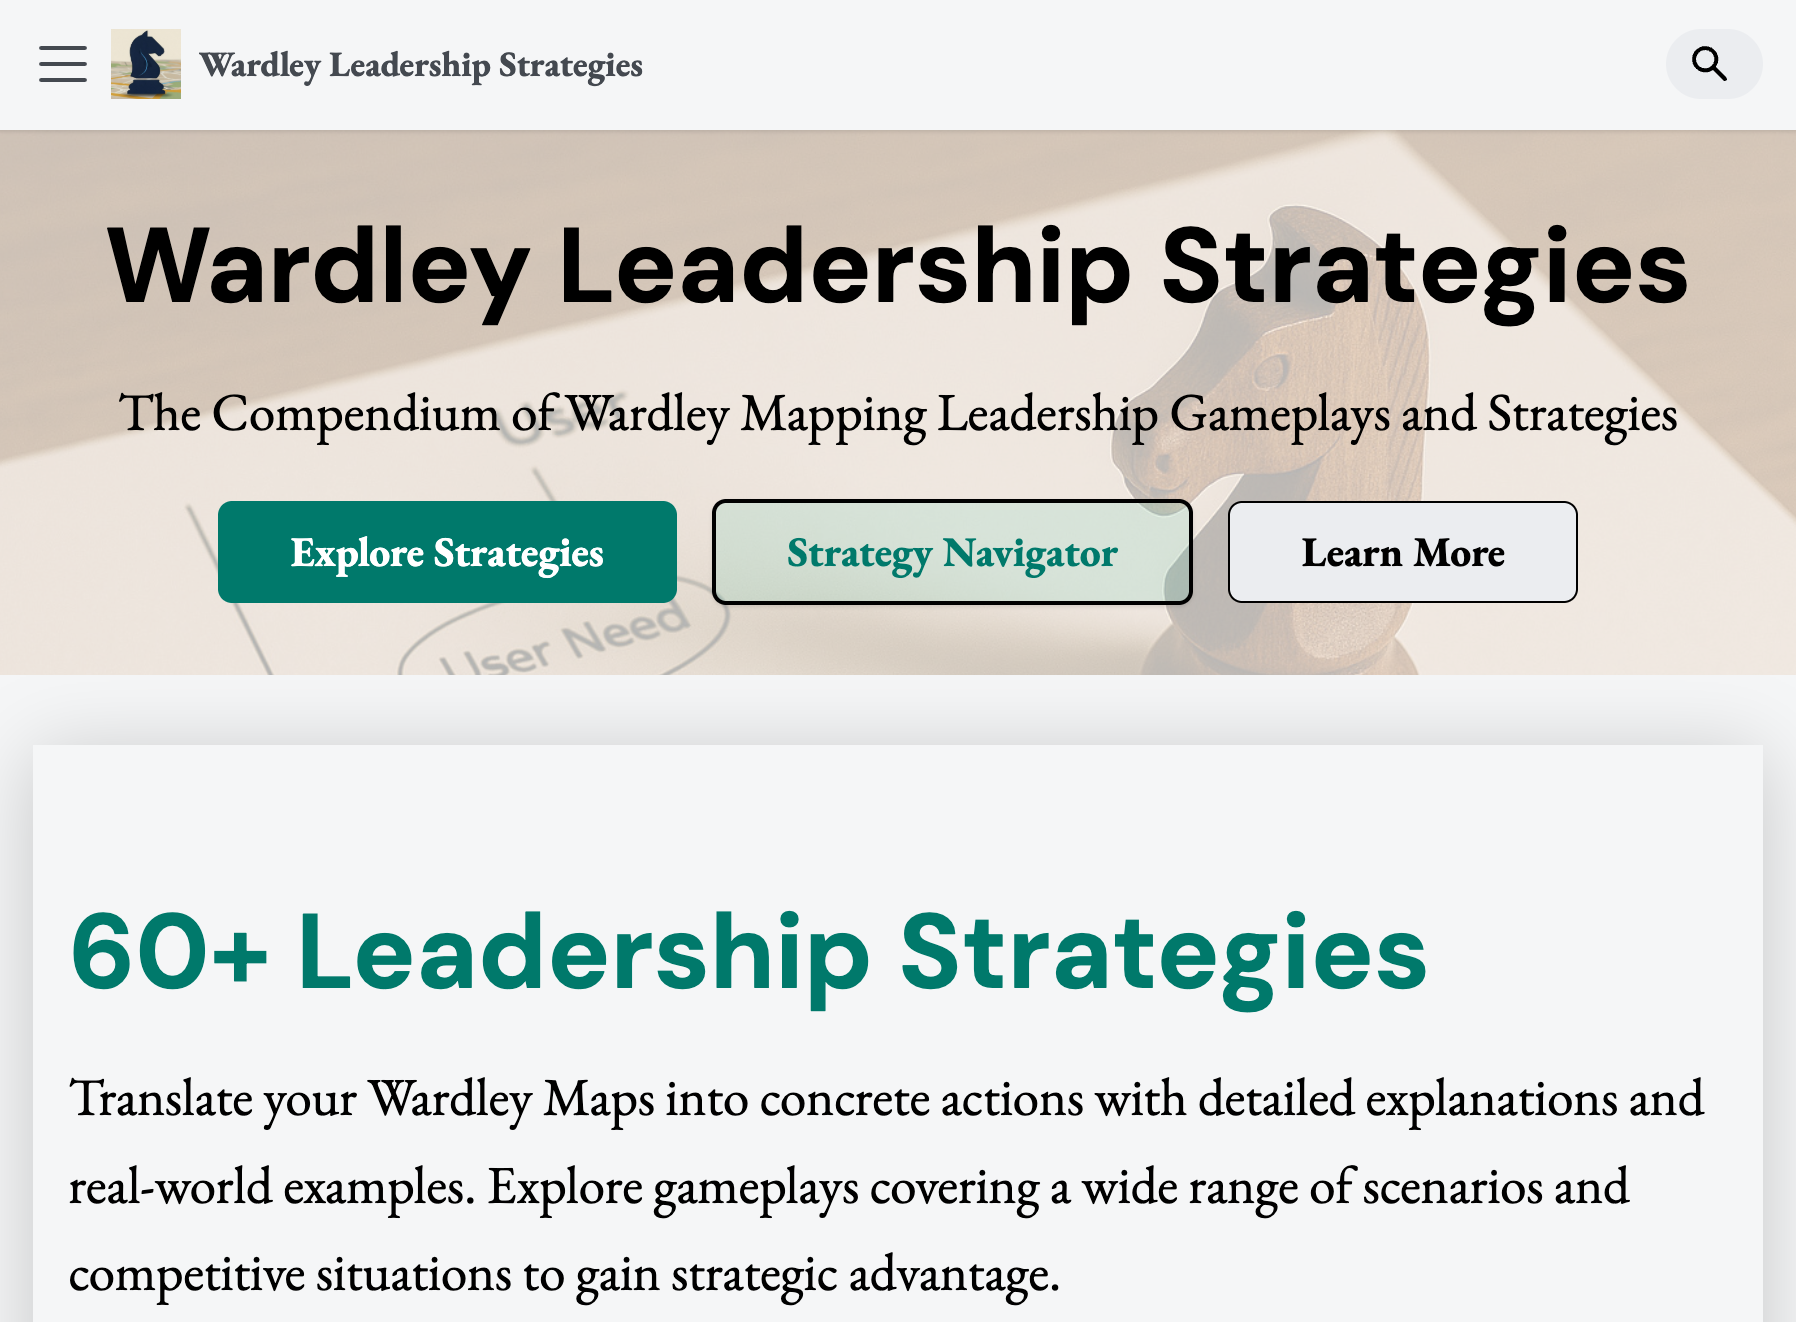 Wardley Leadership Strategies
Wardley Leadership Strategies
The Compendium of Wardley Mapping Leadership Gameplays and Strategies
User
Explore Strategies
Strategy Navigator
Learn More
User Need
60+ Leadership Strategies
Translate your Wardley Maps into concrete actions with detailed explanations and
real-world examples. Explore gameplays covering a wide range of scenarios and
competitive situations to gain strategic advantage.